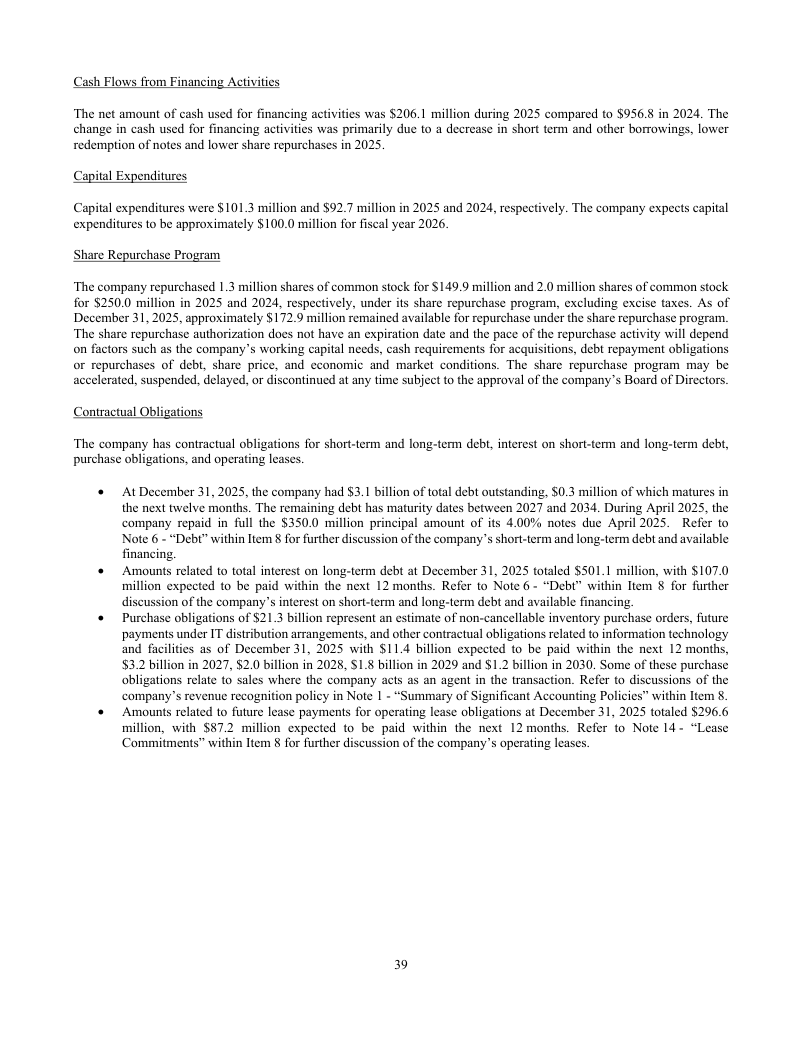 Cash Flows from Financing Activities
The net amount of cash used for financing activities was $206.1 million during 2025 compared to $956.8 in 2024. The
change in cash used for financing activities was primarily due to a decrease in short term and other borrowings, lower
redemption of notes and lower share repurchases in 2025.
Capital Expenditures
Capital expenditures were $101.3 million and $92.7 million in 2025 and 2024, respectively. The company expects capital
expenditures to be approximately $100.0 million for fiscal year 2026.
Share Repurchase Program
The company repurchased 1.3 million shares of common stock for $149.9 million and 2.0 million shares of common stock
for $250.0 million in 2025 and 2024, respectively, under its share repurchase program, excluding excise taxes. As of
December 31, 2025, approximately $172.9 million remained available for repurchase under the share repurchase program.
The share repurchase authorization does not have an expiration date and the pace of the repurchase activity will depend
on factors such as the company’s working capital needs, cash requirements for acquisitions, debt repayment obligations
or repurchases of debt, share price, and economic and market conditions. The share repurchase program may be
accelerated, suspended, delayed, or discontinued at any time subject to the approval of the company’s Board of Directors.
Contractual Obligations
The company has contractual obligations for short-term and long-term debt, interest on short-term and long-term debt,
purchase obligations, and operating leases.
• At December 31, 2025, the company had $3.1 billion of total debt outstanding, $0.3 million of which matures in
the next twelve months. The remaining debt has maturity dates between 2027 and 2034. During April 2025, the
company repaid in full the $350.0 million principal amount of its 4.00% notes due April 2025. Refer to
Note 6 - “Debt” within Item 8 for further discussion of the company’s short-term and long-term debt and available
financing.
• Amounts related to total interest on long-term debt at December 31, 2025 totaled $501.1 million, with $107.0
million expected to be paid within the next 12 months. Refer to Note 6 - “Debt” within Item 8 for further
discussion of the company’s interest on short-term and long-term debt and available financing.
• Purchase obligations of $21.3 billion represent an estimate of non-cancellable inventory purchase orders, future
payments under IT distribution arrangements, and other contractual obligations related to information technology
and facilities as of December 31, 2025 with $11.4 billion expected to be paid within the next 12 months,
$3.2 billion in 2027, $2.0 billion in 2028, $1.8 billion in 2029 and $1.2 billion in 2030. Some of these purchase
obligations relate to sales where the company acts as an agent in the transaction. Refer to discussions of the
company’s revenue recognition policy in Note 1 - “Summary of Significant Accounting Policies” within Item 8.
• Amounts related to future lease payments for operating lease obligations at December 31, 2025 totaled $296.6
million, with $87.2 million expected to be paid within the next 12 months. Refer to Note 14 - “Lease
Commitments” within Item 8 for further discussion of the company’s operating leases.
39